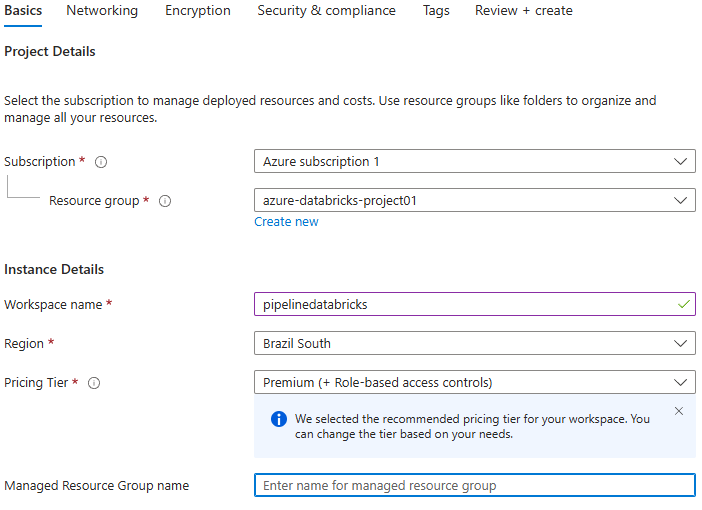 Basics Networking Encryption Security & compliance Tags Review + create
Project Details
Select the subscription to manage deployed resources and costs. Use resource groups like folders to organize and
manage all your resources.
Subscription * Azure subscription 1
Resource group * azure-databricks-project01
Create new
Instance Details
Workspace name * pipelinedatabricks
Region * Brazil South
Pricing Tier * Premium (+ Role-based access controls)
We selected the recommended pricing tier for your workspace. You
can change the tier based on your needs.
Managed Resource Group name Enter name for managed resource group